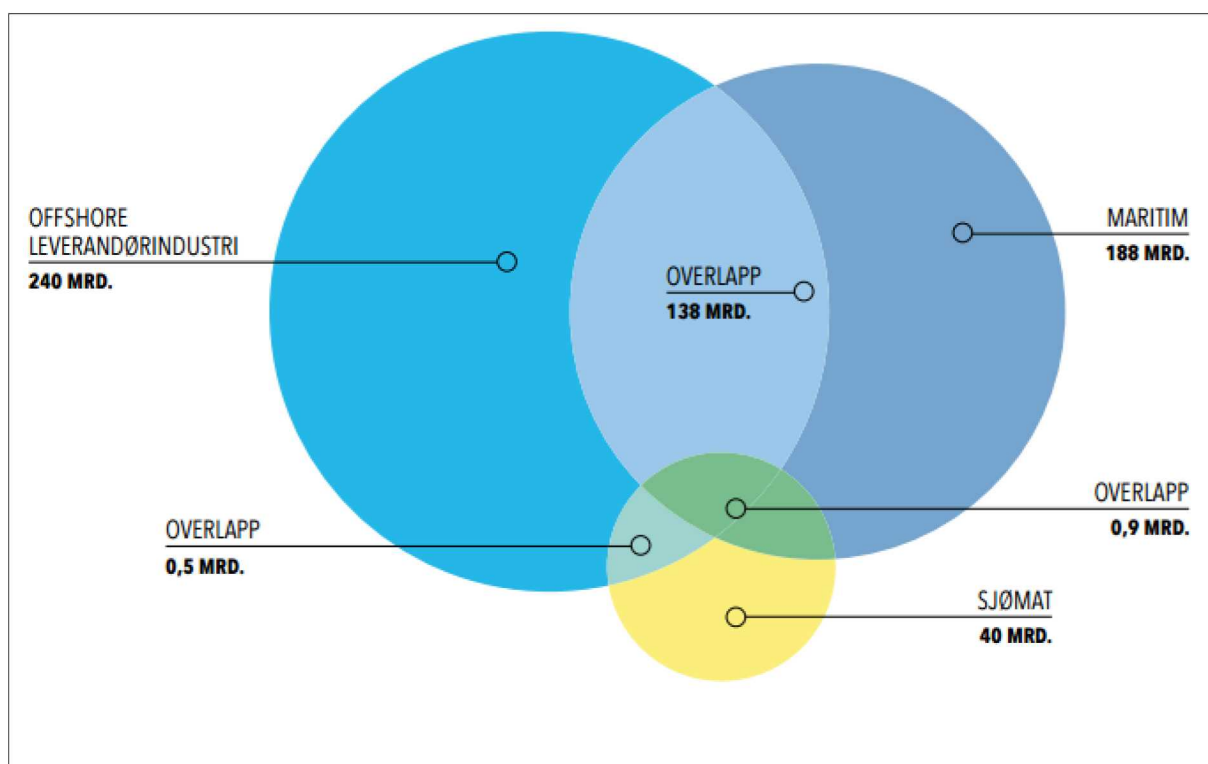 OFFSHORE
LEVERANDØRINDUSTRI
240 MRD.
MARITIM
188 MRD.
OVERLAPP
138 MRD.
OVERLAPP
0,9 MRD.
OVERLAPP
0,5 MRD.
SJØMAT
40 MRD.